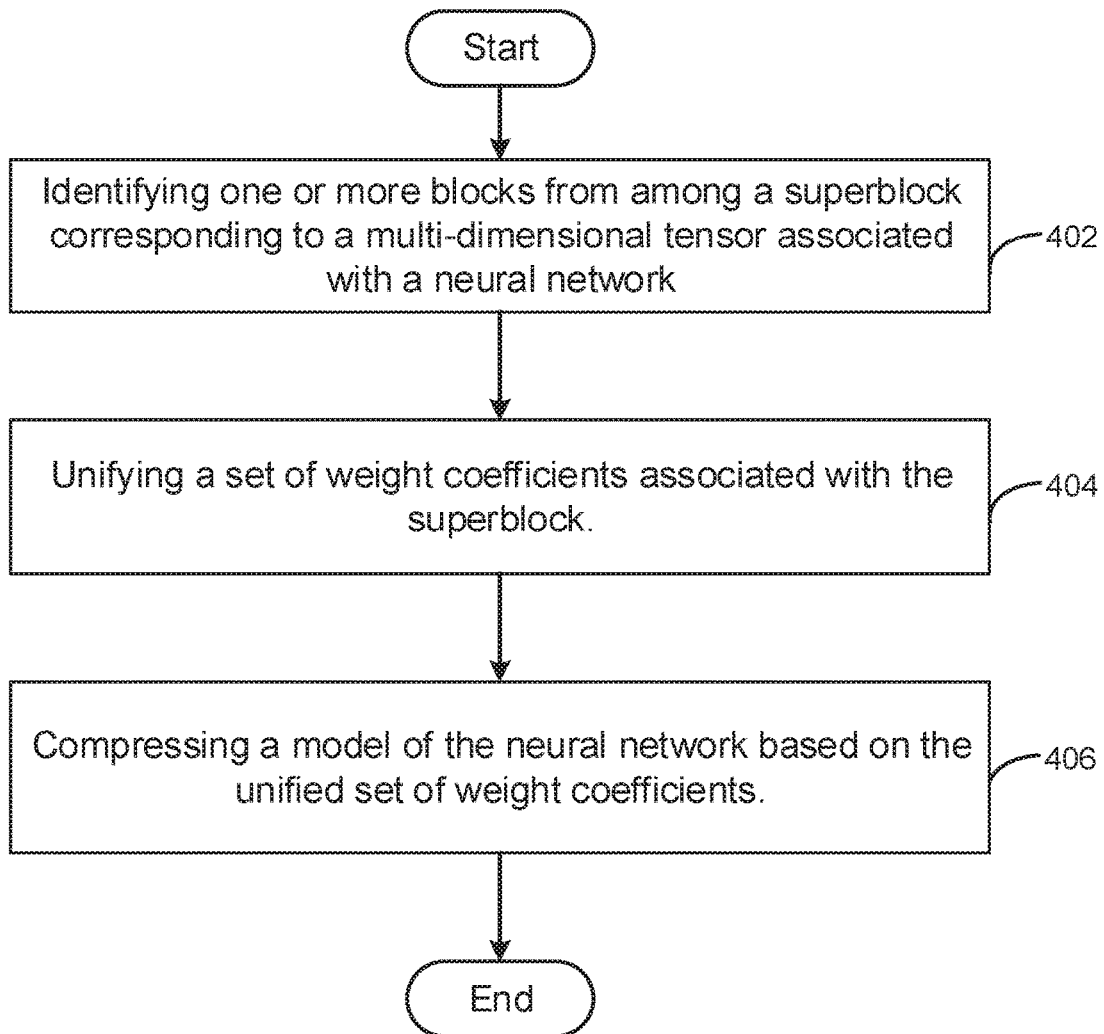 Start
Identifying one or more blocks from among a superblock
corresponding to a multi-dimensional tensor associated
with a neural network
402
Unifying a set of weight coefficients associated with the
superblock.
404
Compressing a model of the neural network based on the
unified set of weight coefficients.
406
End